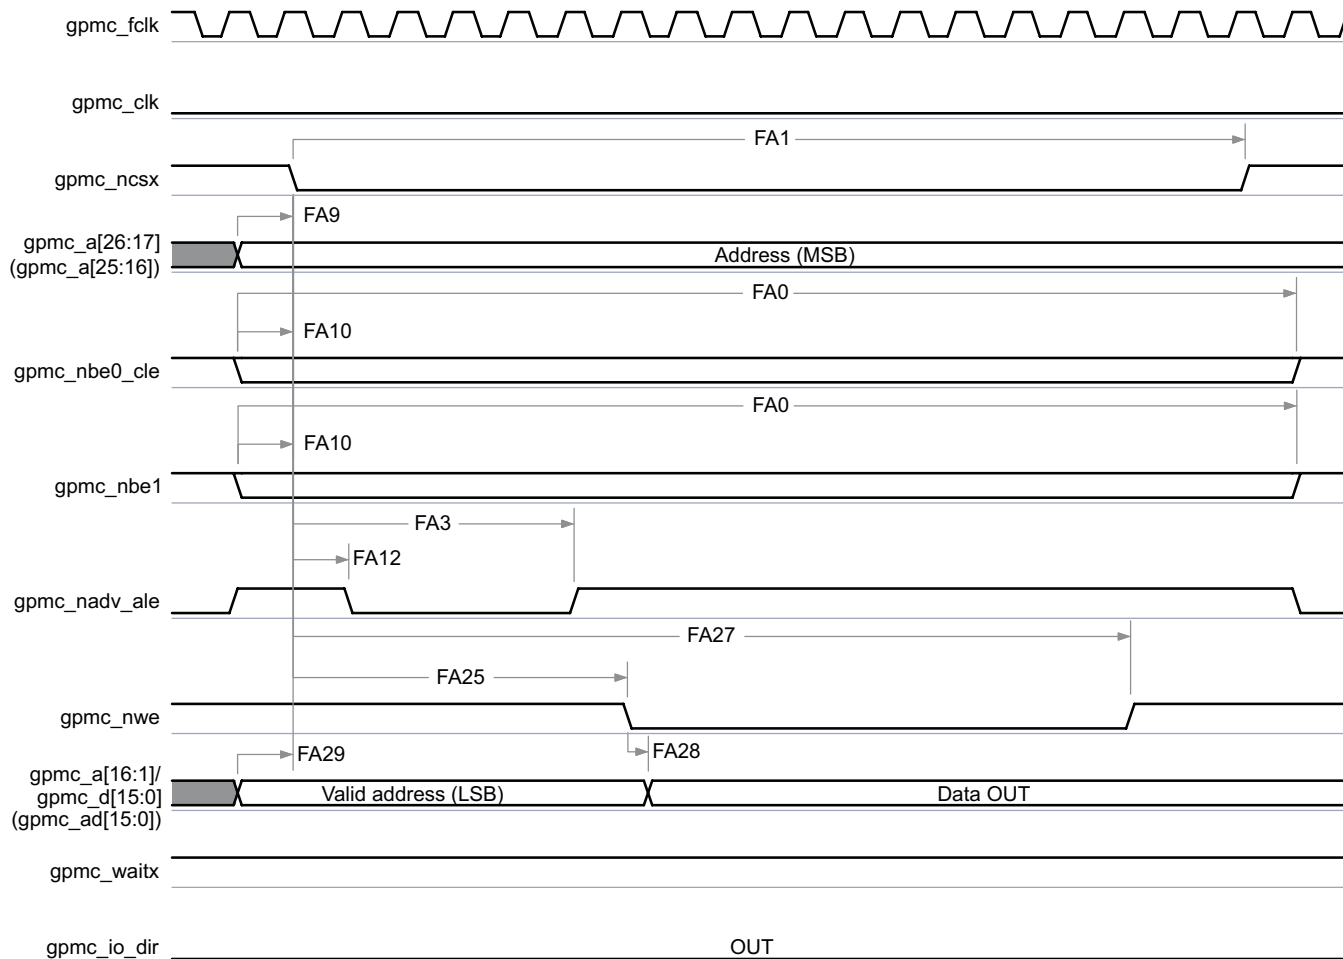 gpmc_fclk
gpmc_clk
FA1
gpmc_ncsx
FA9
gpmc_a[26:17]
(gpmc_a[25:16])
Address (MSB)
FA0
FA10
gpmc_nbe0_cle
FA0
FA10
gpmc_nbe1
FA3
FA12
gpmc_nadv_ale
FA27
FA25
gpmc_nwe
FA29
FA28
gpmc_a[16:1]/
gpmc_d[15:0]
(gpmc_ad[15:0])
Valid address (LSB)
Data OUT
gpmc_waitx
gpmc_io_dir
OUT